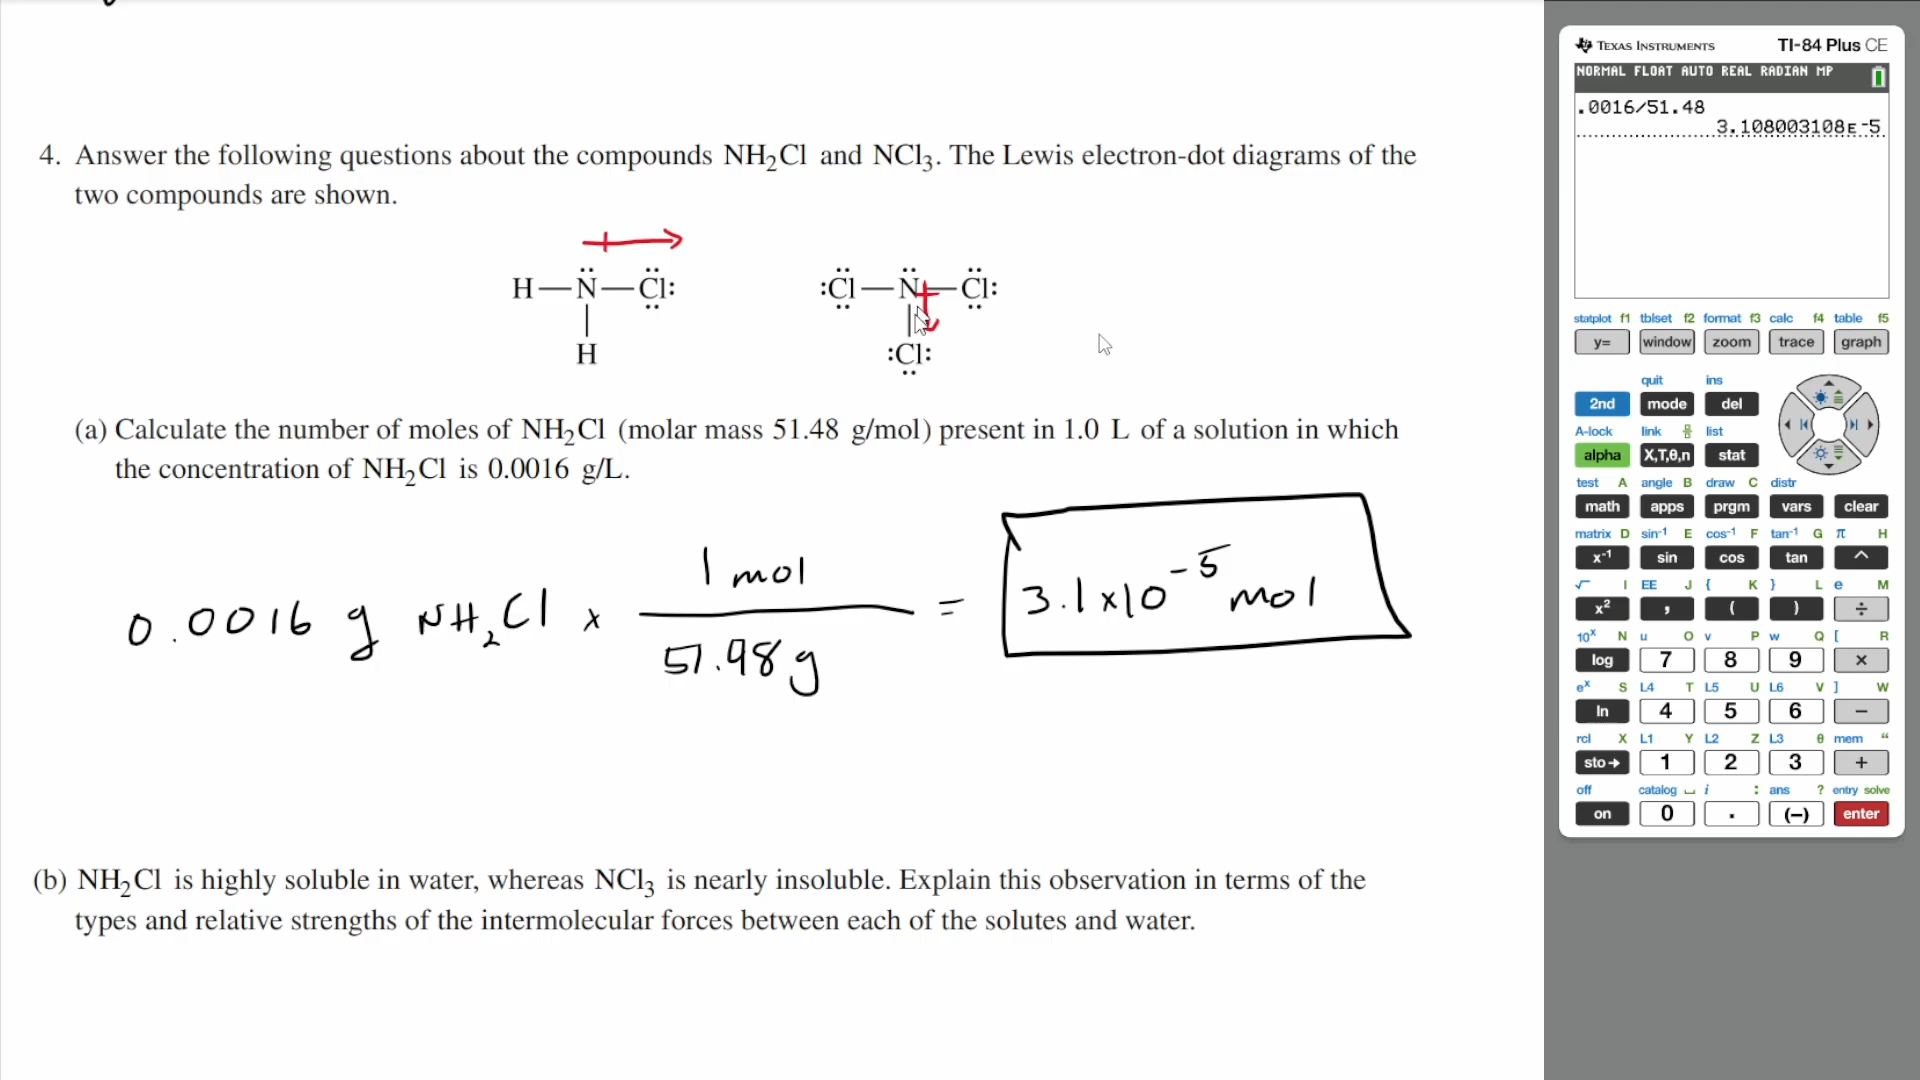 4. Answer the following questions about the compounds NH₂Cl and NCl₃. The Lewis electron-dot diagrams of the
two compounds are shown.
H—N—Cl:
H
:Cl—N—Cl:
:Cl:
(a) Calculate the number of moles of NH₂Cl (molar mass 51.48 g/mol) present in 1.0 L of a solution in which
the concentration of NH₂Cl is 0.0016 g/L.
0.0016 g NH₂Cl x 1 mol / 51.98 g = 3.1x10⁻⁵ mol
(b) NH₂Cl is highly soluble in water, whereas NCl₃ is nearly insoluble. Explain this observation in terms of the
types and relative strengths of the intermolecular forces between each of the solutes and water.
TEXAS INSTRUMENTS TI-84 Plus CE
NORMAL FLOAT AUTO REAL RADIAN MP
.0016/51.48
3.108003108E-5
statplot f1 tblset f2 format f3 calc f4 table f5
y= window zoom trace graph
quit ins
2nd mode del
A-lock link list
alpha X,T,θ,n stat
test A angle B draw C distr
math apps prgm vars clear
matrix D sin⁻¹ E cos⁻¹ F tan⁻¹ G π H
x⁻¹ sin cos tan ^
√ I EE J { K } L e M
x² , ( ) ÷
10ˣ N u O v P w Q [ R
log 7 8 9 ×
eˣ S L4 T L5 U L6 V ] W
ln 4 5 6 −
rcl X L1 Y L2 Z L3 θ mem "
sto→ 1 2 3 +
off catalog ⎵ i : ans ? entry solve
on 0 . (−) enter